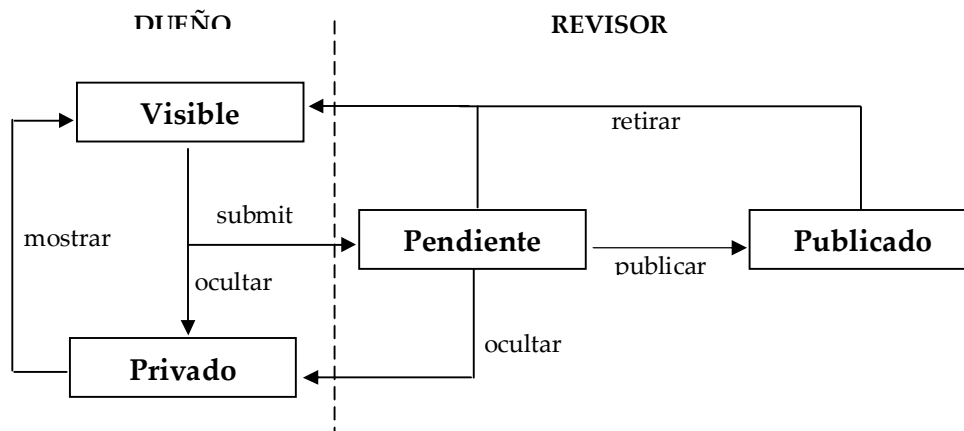 DUEÑO
REVISOR
Visible
retirar
submit
mostrar
Pendiente
Publicado
publicar
ocultar
ocultar
Privado